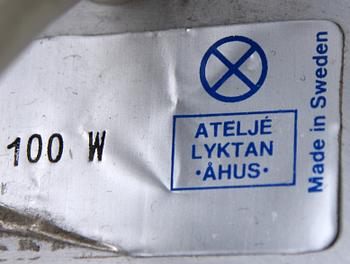 100 W
ATELJÉ
LYKTAN
·ÅHUS·
Made in Sweden